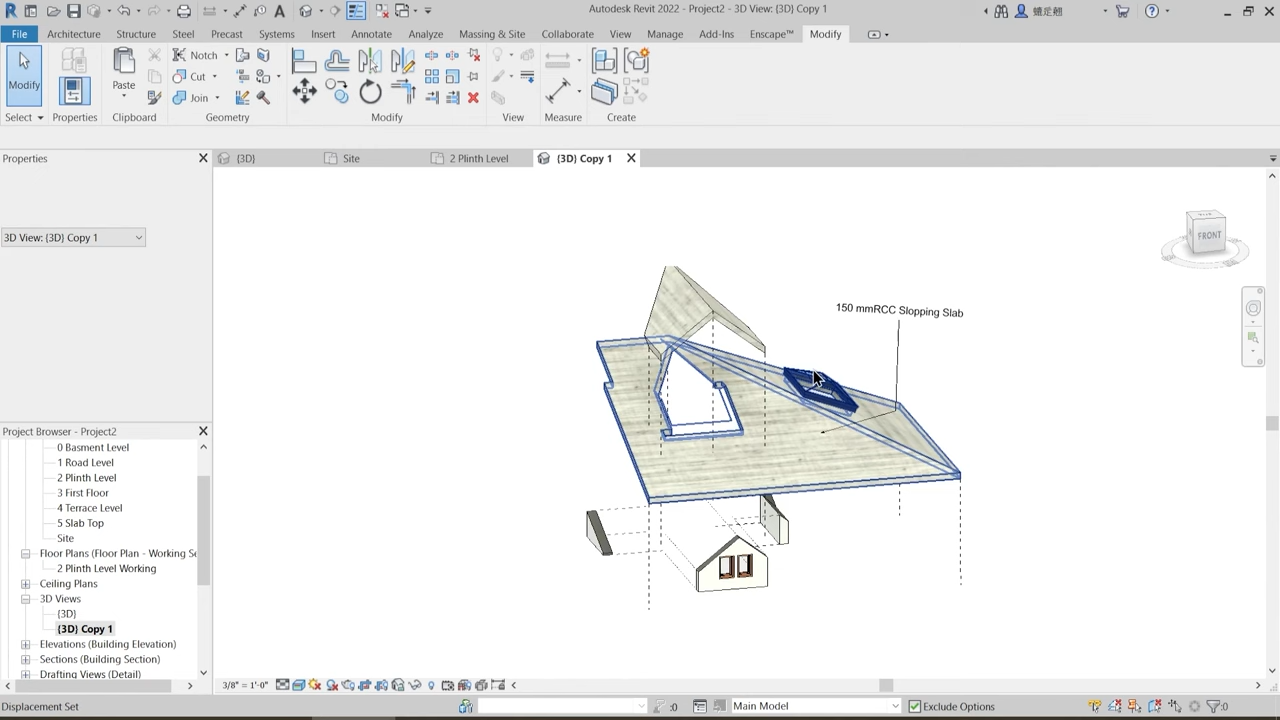 Autodesk Revit 2022 - Project2 - 3D View: {3D} Copy 1
File
Architecture
Structure
Steel
Precast
Systems
Insert
Annotate
Analyze
Massing & Site
Collaborate
View
Manage
Add-Ins
Enscape™
Modify
Modify
Paste
Notch
Cut
Join
Select
Properties
Clipboard
Geometry
Modify
View
Measure
Create
Properties
{3D}
Site
2 Plinth Level
{3D} Copy 1
3D View: {3D} Copy 1
FRONT
150 mmRCC Slopping Slab
Project Browser - Project2
0 Basment Level
1 Road Level
2 Plinth Level
3 First Floor
4 Terrace Level
5 Slab Top
Site
Floor Plans (Floor Plan - Working Se
2 Plinth Level Working
Ceiling Plans
3D Views
{3D}
{3D} Copy 1
Elevations (Building Elevation)
Sections (Building Section)
Drafting Views (Detail)
3/8" = 1'-0"
Displacement Set
:0
Main Model
Exclude Options
:0